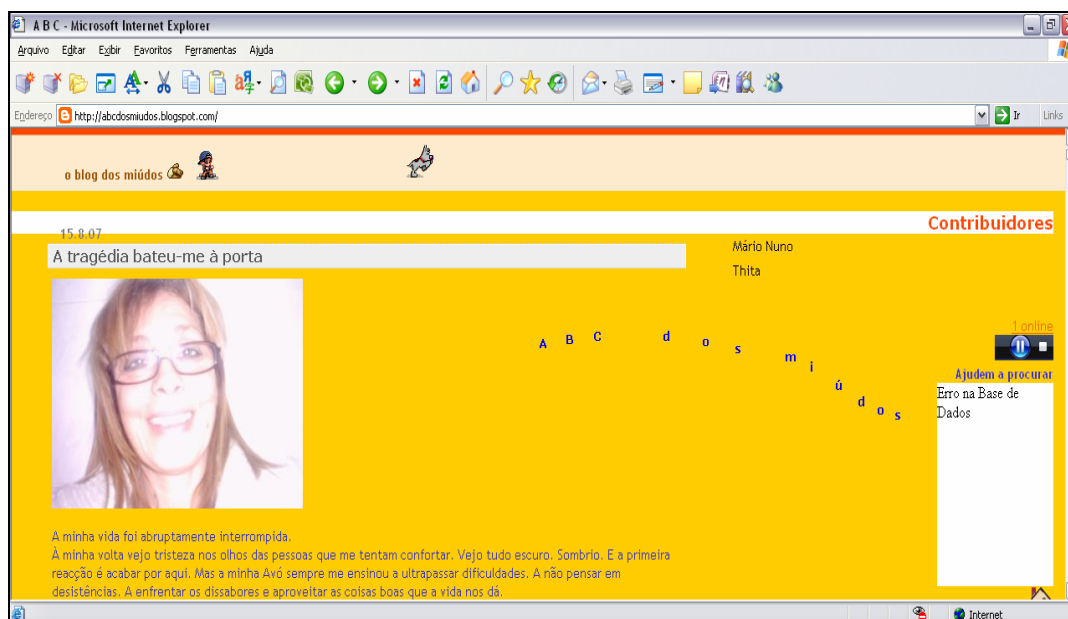 A B C - Microsoft Internet Explorer
Arquivo Editar Exibir Favoritos Ferramentas Ajuda
Endereço http://abcdosmiudos.blogspot.com/ Ir Links
o blog dos miúdos
Contribuidores
15.8.07
A tragédia bateu-me à porta
Mário Nuno
Thita
A B C d o s m i ú d o s
1 online
Ajudem a procurar
Erro na Base de
Dados
A minha vida foi abruptamente interrompida.
À minha volta vejo tristeza nos olhos das pessoas que me tentam confortar. Vejo tudo escuro. Sombrio. E a primeira
reacção é acabar por aqui. Mas a minha Avó sempre me ensinou a ultrapassar dificuldades. A não pensar em
desistências. A enfrentar os dissabores e aproveitar as coisas boas que a vida nos dá.
Internet